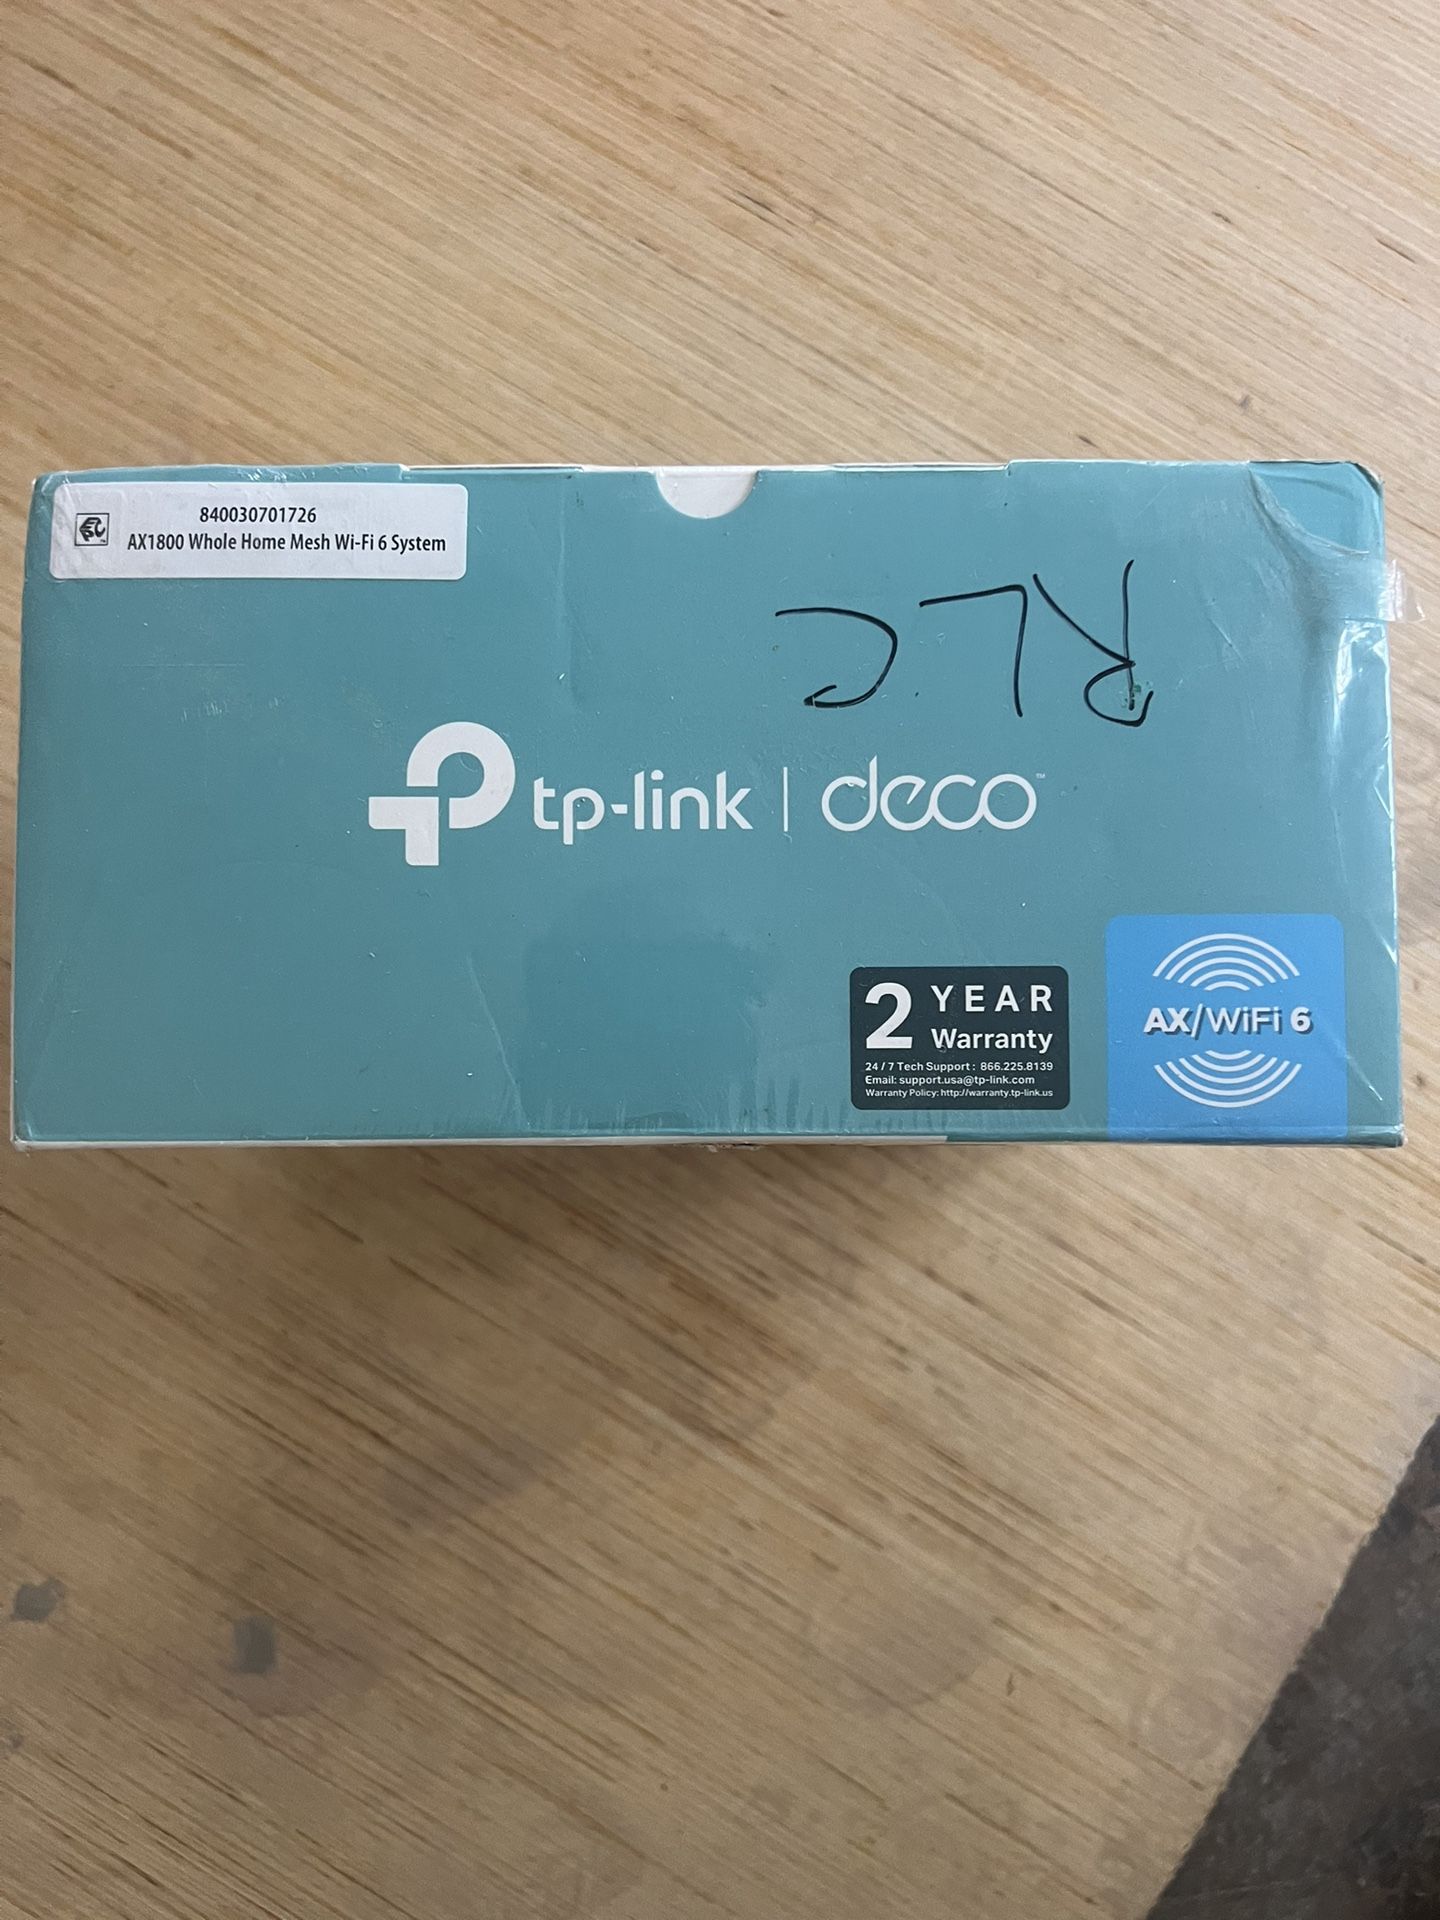 840030701726
AX1800 Whole Home Mesh Wi-Fi 6 System
RLC
tp-link | deco™
2 YEAR
Warranty
24 / 7 Tech Support : 866.225.8139
Email: support.usa@tp-link.com
Warranty Policy: http://warranty.tp-link.us
AX/WiFi 6